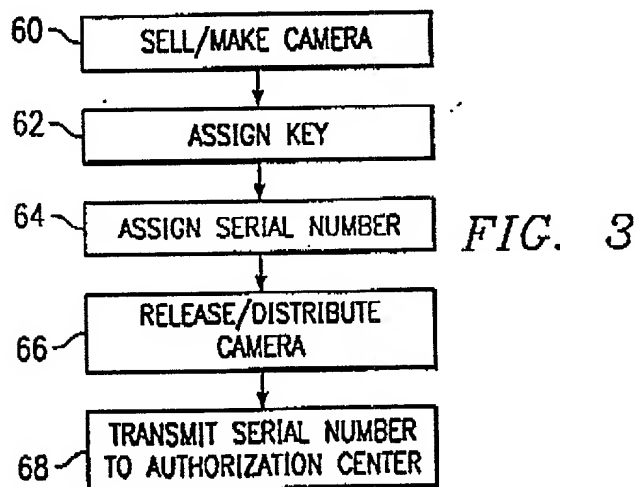 60
SELL/MAKE CAMERA
62
ASSIGN KEY
64
ASSIGN SERIAL NUMBER
FIG. 3
66
RELEASE/DISTRIBUTE
CAMERA
68
TRANSMIT SERIAL NUMBER
TO AUTHORIZATION CENTER